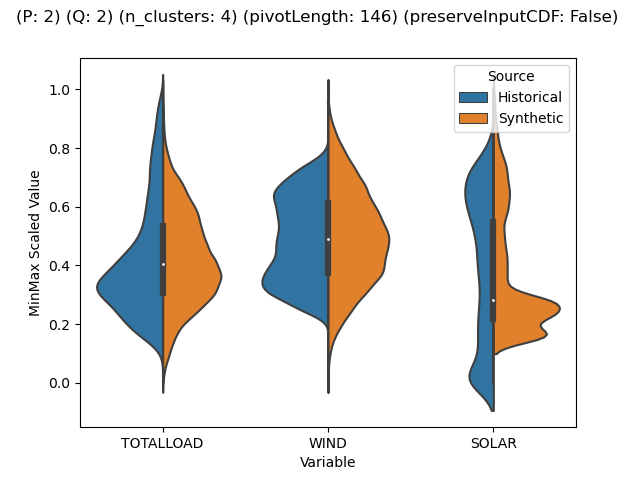 (P: 2) (Q: 2) (n_clusters: 4) (pivotLength: 146) (preserveInputCDF: False)
Source
Historical
Synthetic
1.0
0.8
0.6
0.4
0.2
0.0
MinMax Scaled Value
TOTALLOAD
WIND
SOLAR
Variable